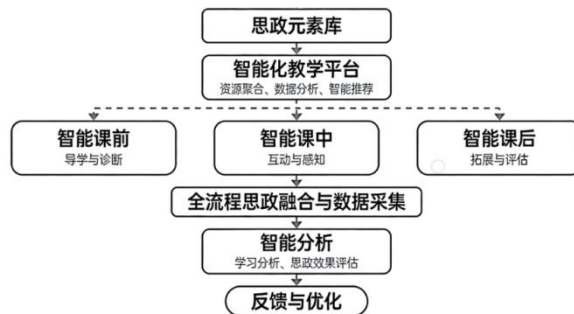 思政元素库
智能化教学平台
资源聚合、数据分析、智能推荐
智能课前
导学与诊断
智能课中
互动与感知
智能课后
拓展与评估
全流程思政融合与数据采集
智能分析
学习分析、思政效果评估
反馈与优化